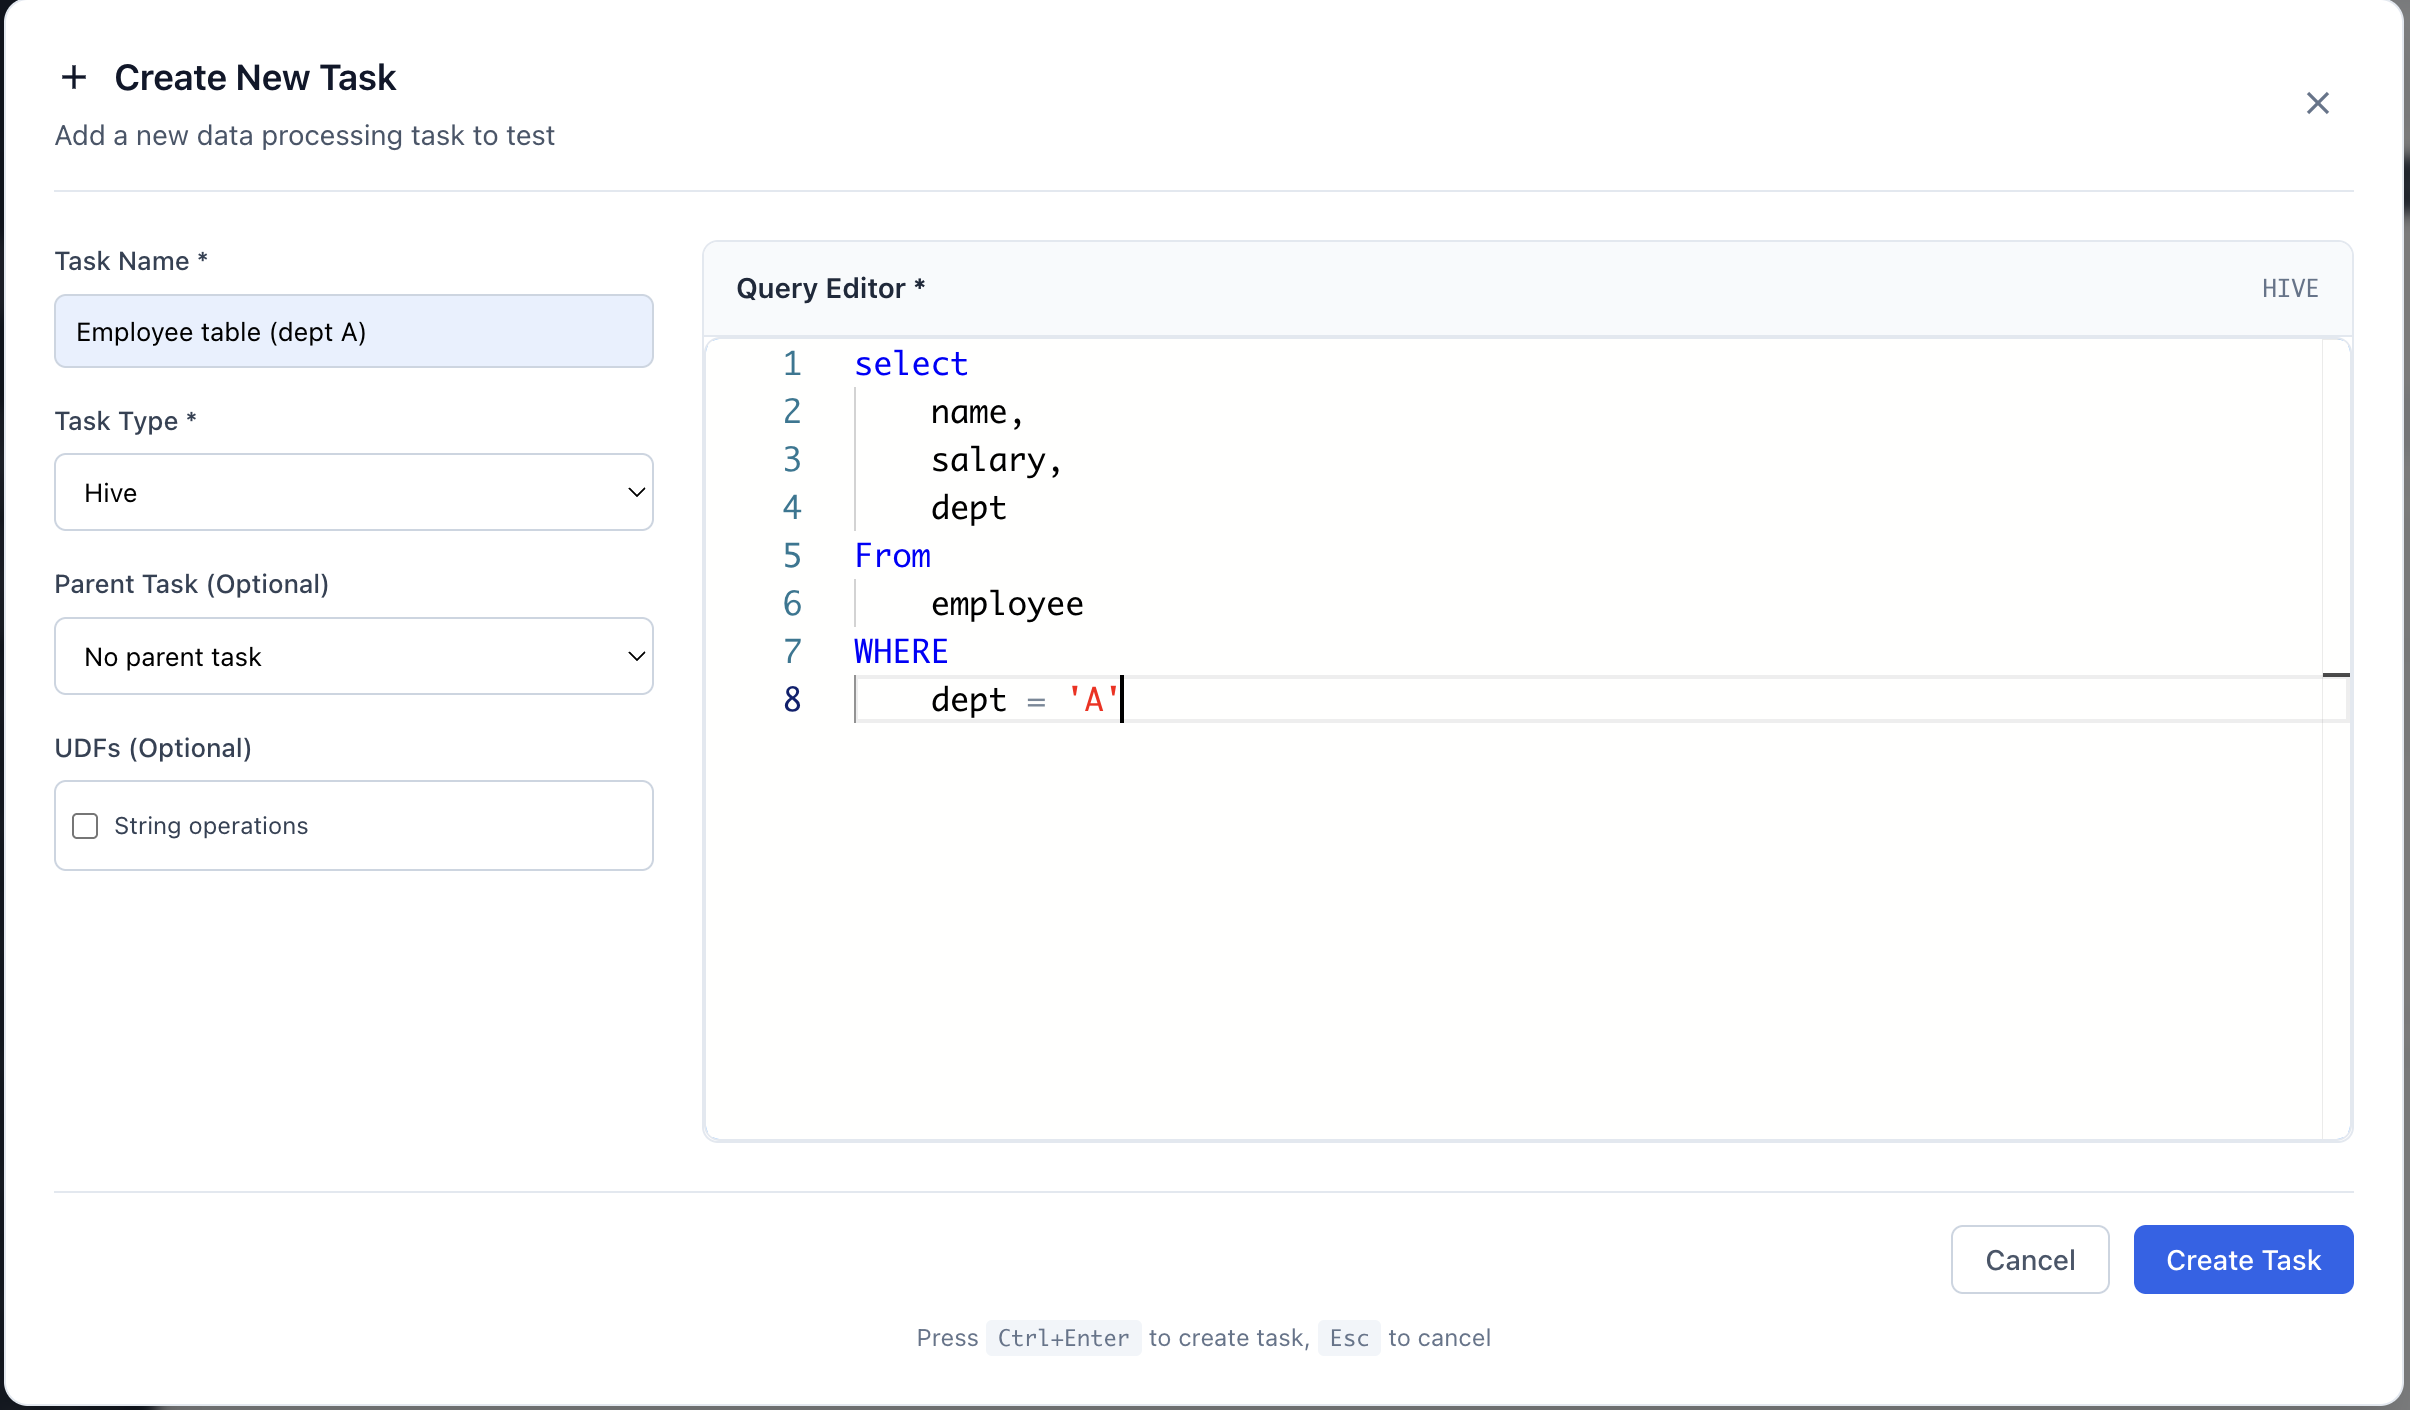 + Create New Task
Add a new data processing task to test
Task Name *
Employee table (dept A)
Task Type *
Hive
Parent Task (Optional)
No parent task
UDFs (Optional)
String operations
Query Editor *
HIVE
1 select
2     name,
3     salary,
4     dept
5 From
6     employee
7 WHERE
8     dept = 'A'
Cancel
Create Task
Press Ctrl+Enter to create task, Esc to cancel